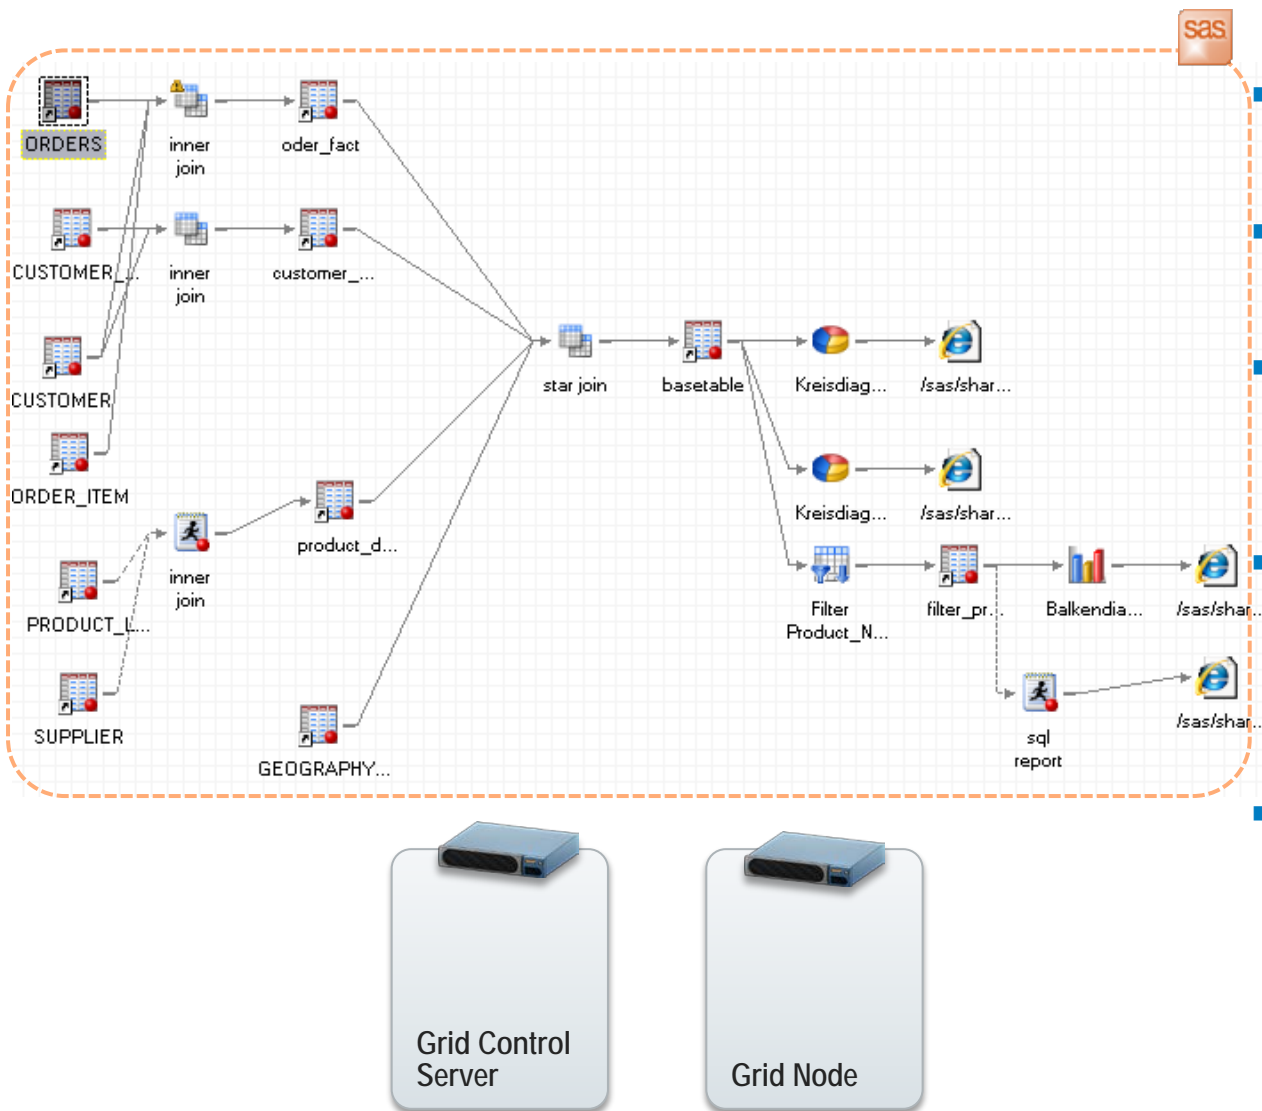 sas
ORDERS
inner
join
oder_fact
CUSTOMER_...
inner
join
customer_...
CUSTOMER
star join
basetable
Kreisdiag...
/sas/shar...
ORDER_ITEM
Kreisdiag...
/sas/shar...
product_d...
inner
join
PRODUCT_L...
Filter
Product_N...
filter_pr...
Balkendia...
/sas/shar...
SUPPLIER
GEOGRAPHY...
sql
report
/sas/shar...
Grid Control
Server
Grid Node